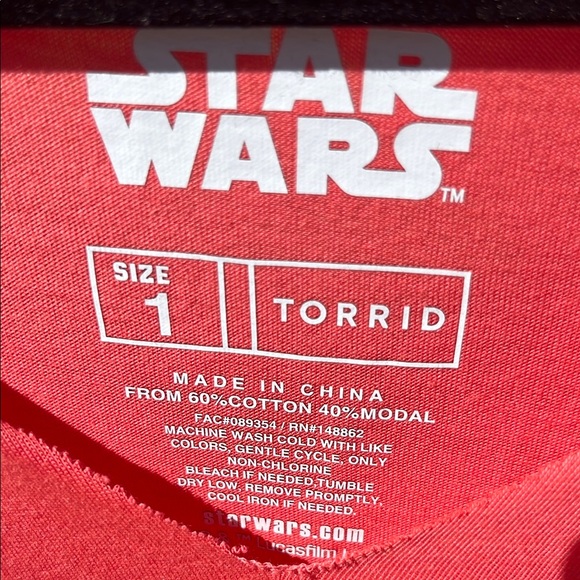 STAR
WARS
TM
SIZE
1
TORRID
MADE IN CHINA
FROM 60%COTTON 40%MODAL
FAC#089354 / RN#148862
MACHINE WASH COLD WITH LIKE
COLORS, GENTLE CYCLE, ONLY
NON-CHLORINE
BLEACH IF NEEDED,TUMBLE
DRY LOW, REMOVE PROMPTLY,
COOL IRON IF NEEDED.
starwars.com
Lucasfilm